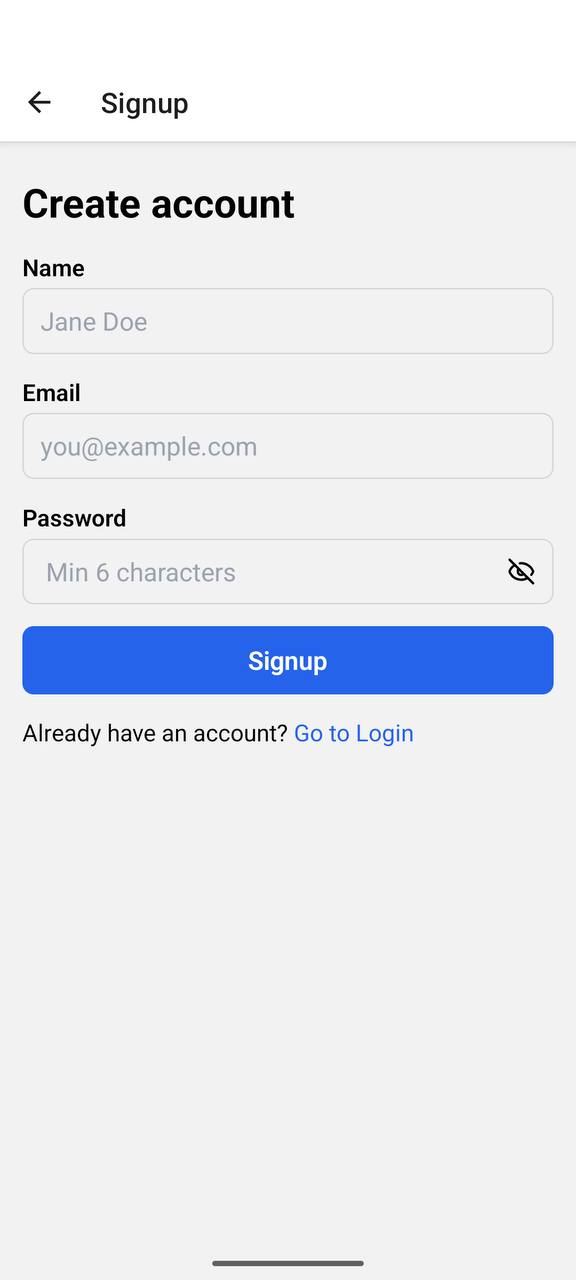 Signup
Create account
Name
Jane Doe
Email
you@example.com
Password
Min 6 characters
Signup
Already have an account? Go to Login